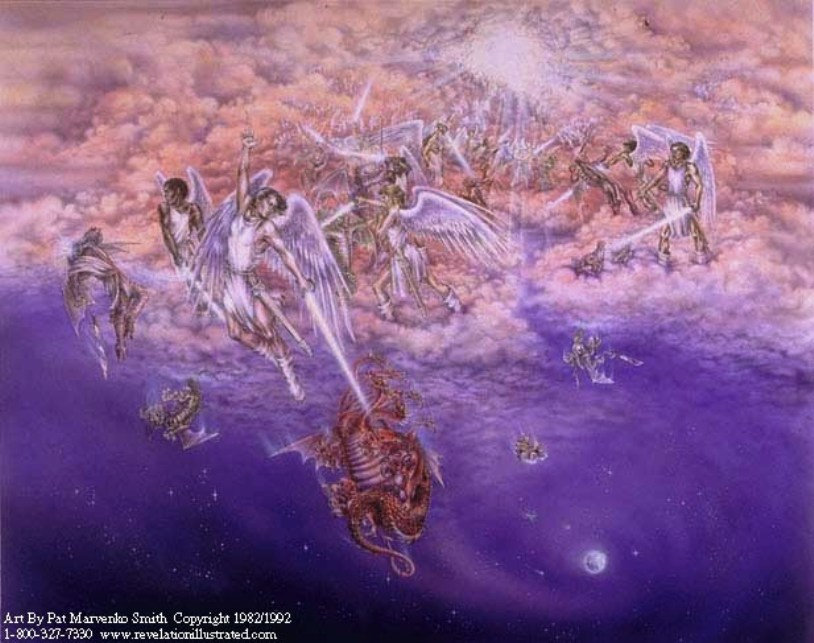 Art By Pat Marvenko Smith Copyright 1982/1992
1-800-327-7330 www.revelationillustrated.com